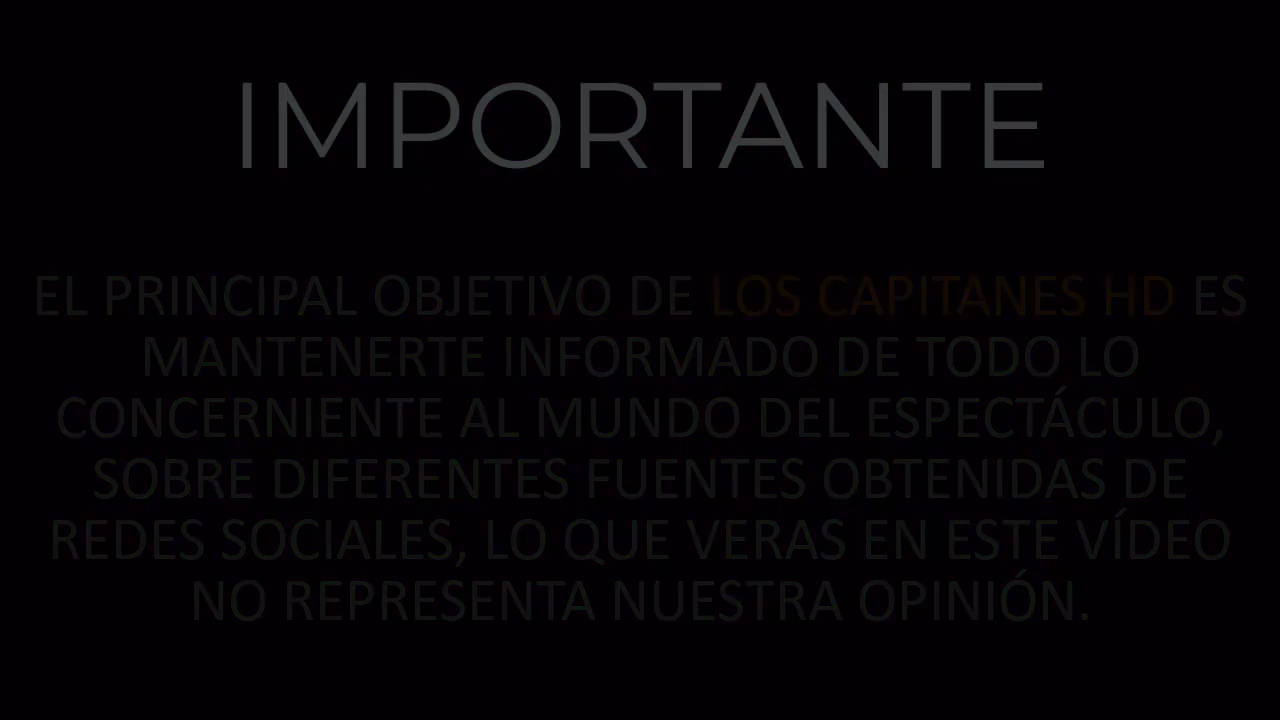 IMPORTANTE
EL PRINCIPAL OBJETIVO DE LOS CAPITANES HD ES
MANTENERTE INFORMADO DE TODO LO
CONCERNIENTE AL MUNDO DEL ESPECTÁCULO,
SOBRE DIFERENTES FUENTES OBTENIDAS DE
REDES SOCIALES, LO QUE VERAS EN ESTE VÍDEO
NO REPRESENTA NUESTRA OPINIÓN.